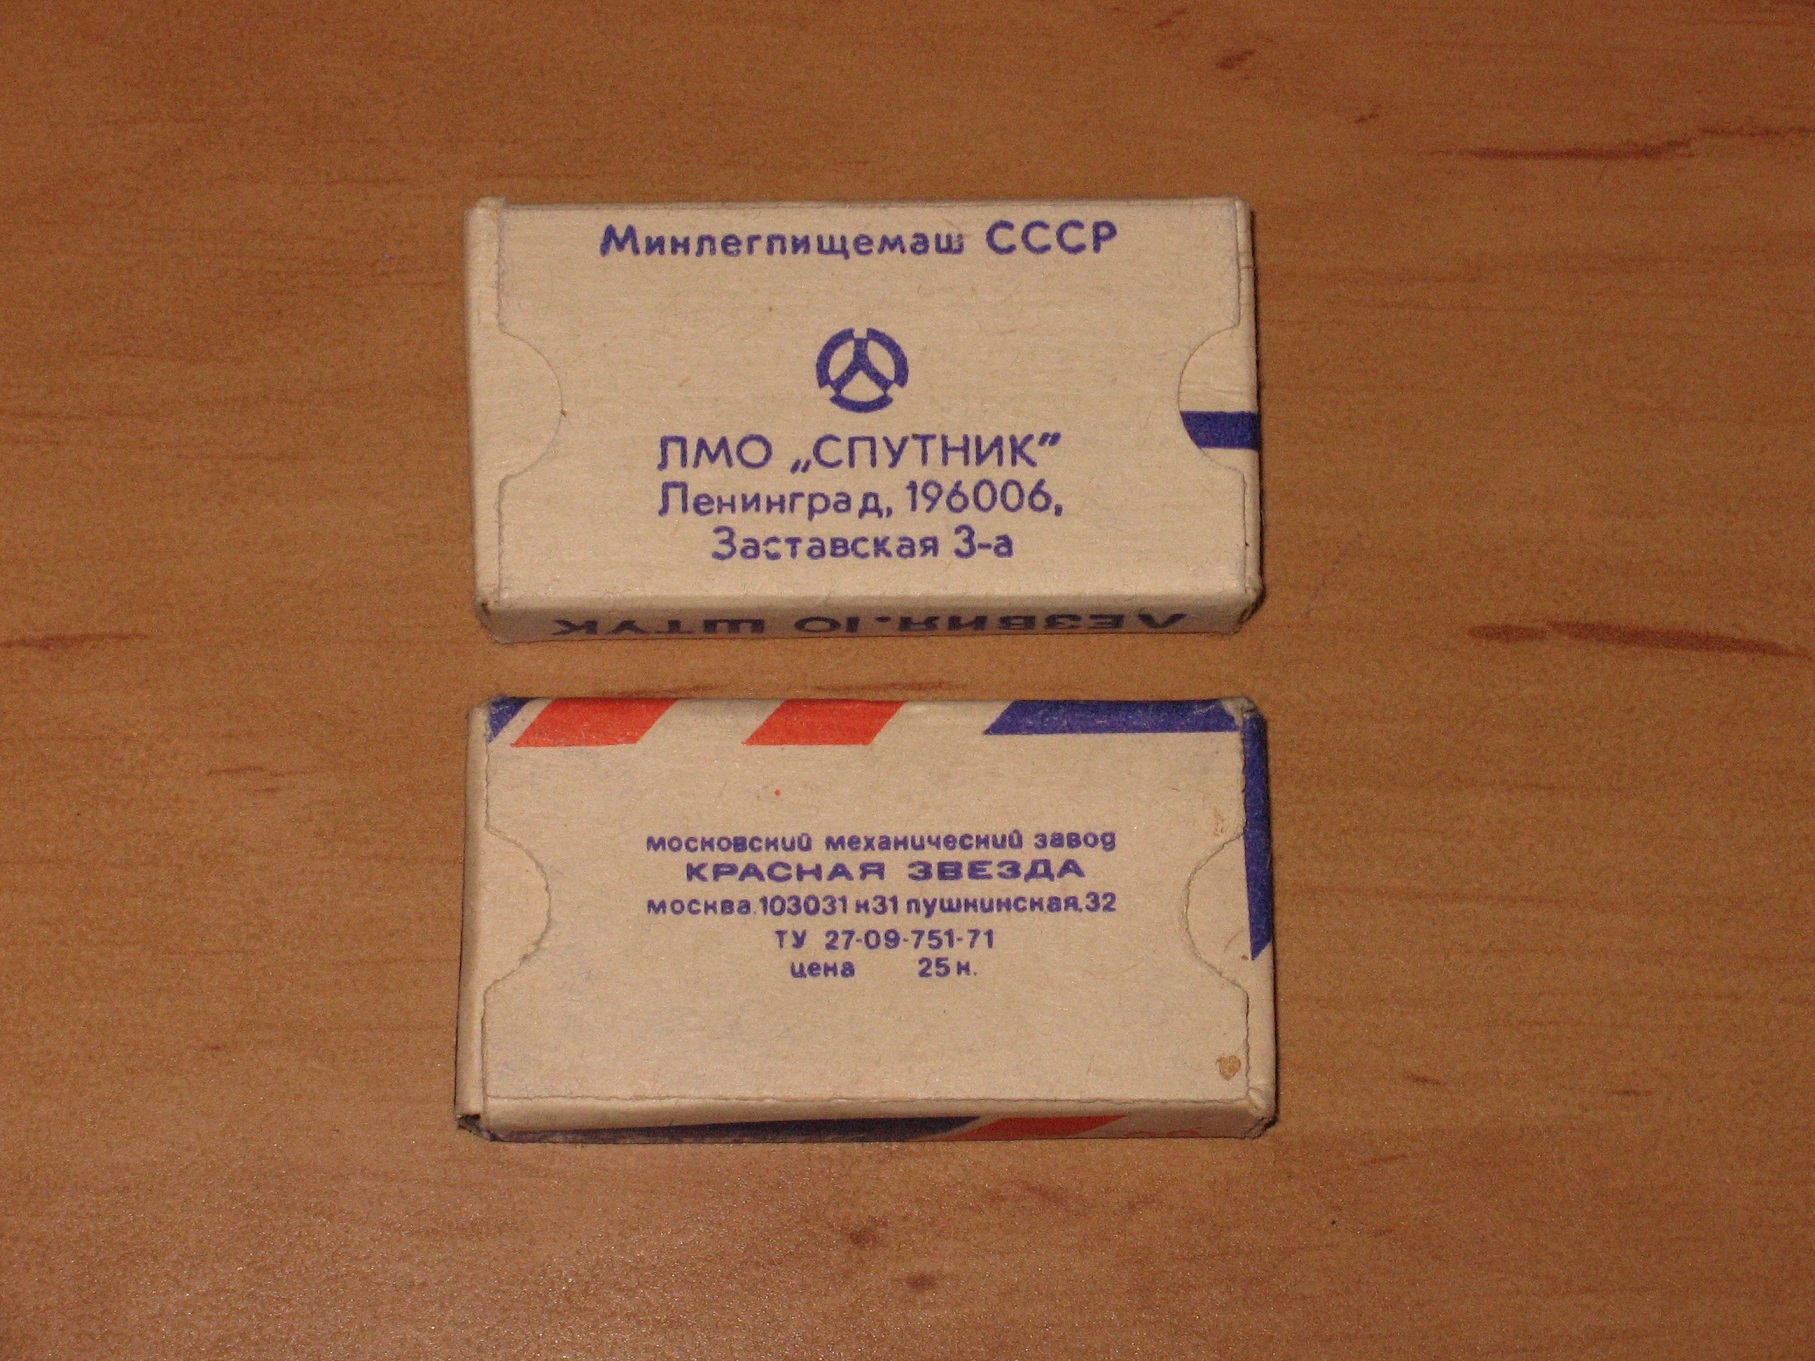 Минлегпищемаш СССР
ЛМО „СПУТНИК”
Ленинград, 196006,
Заставская 3-а
ЛЕЗВИЯ. 10 ШТУК
московский механический завод
КРАСНАЯ ЗВЕЗДА
москва.103031 к31 пушкинская,32
ТУ 27-09-751-71
цена 25 к.